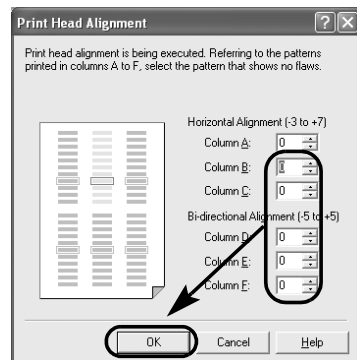 Print Head Alignment
Print head alignment is being executed. Referring to the patterns
printed in columns A to F, select the pattern that shows no flaws.
Horizontal Alignment (-3 to +7)
Column A: 0
Column B: 0
Column C: 0
Bi-directional Alignment (-5 to +5)
Column D: 0
Column E: 0
Column F: 0
OK Cancel Help